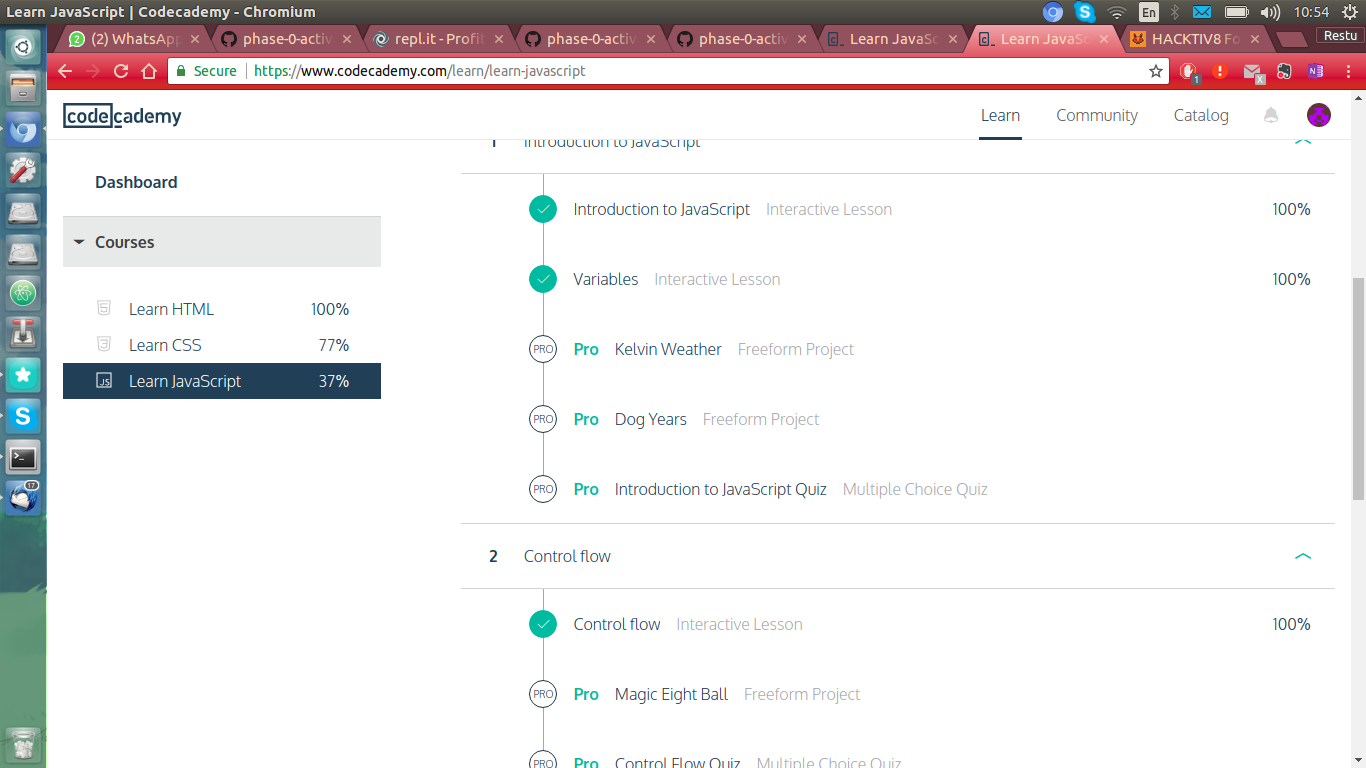 Learn JavaScript | Codecademy - Chromium
En
10:54
(2) WhatsApp
phase-0-activ
repl.it - Profit
phase-0-activ
phase-0-activ
Learn JavaSc
Learn JavaSc
HACKTIV8 Fo
Restu
Secure
https://www.codecademy.com/learn/learn-javascript
1
codecademy
Learn
Community
Catalog
1 Introduction to JavaScript
Dashboard
Courses
Learn HTML 100%
Learn CSS 77%
JS Learn JavaScript 37%
Introduction to JavaScript Interactive Lesson 100%
Variables Interactive Lesson 100%
PRO Pro Kelvin Weather Freeform Project
PRO Pro Dog Years Freeform Project
PRO Pro Introduction to JavaScript Quiz Multiple Choice Quiz
2 Control flow
Control flow Interactive Lesson 100%
PRO Pro Magic Eight Ball Freeform Project
PRO Pro Control Flow Quiz Multiple Choice Quiz
17